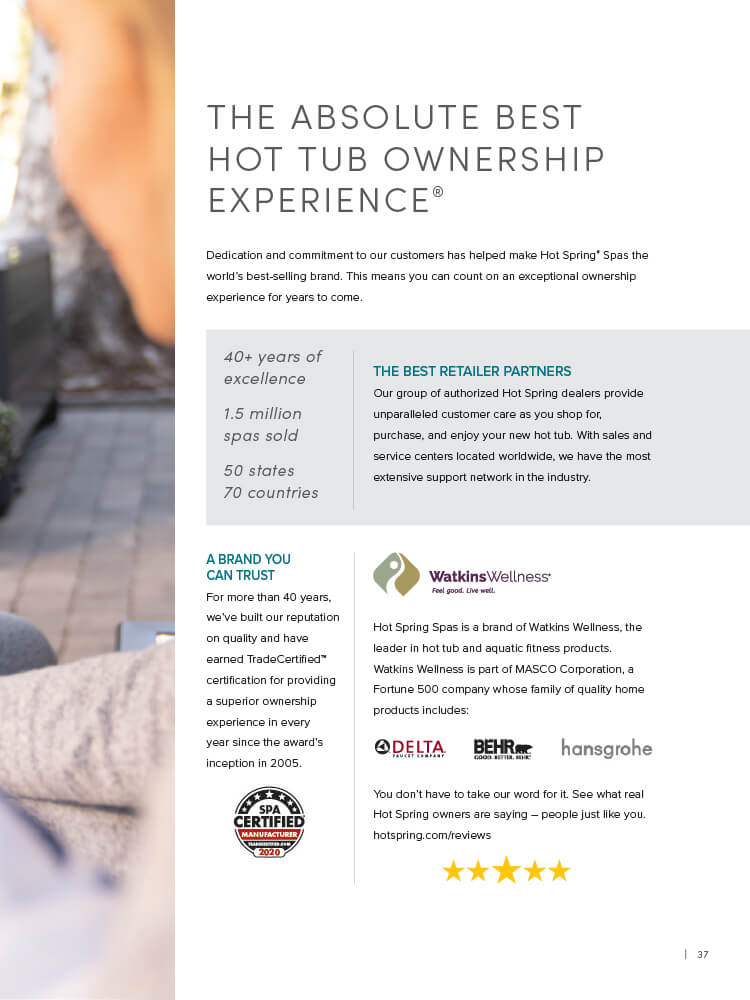 THE ABSOLUTE BEST
HOT TUB OWNERSHIP
EXPERIENCE®
Dedication and commitment to our customers has helped make Hot Spring® Spas the
world's best-selling brand. This means you can count on an exceptional ownership
experience for years to come.
40+ years of
excellence
1.5 million
spas sold
50 states
70 countries
THE BEST RETAILER PARTNERS
Our group of authorized Hot Spring dealers provide
unparalleled customer care as you shop for,
purchase, and enjoy your new hot tub. With sales and
service centers located worldwide, we have the most
extensive support network in the industry.
A BRAND YOU
CAN TRUST
For more than 40 years,
we've built our reputation
on quality and have
earned TradeCertified™
certification for providing
a superior ownership
experience in every
year since the award's
inception in 2005.
SPA
CERTIFIED
MANUFACTURER
TRADECERTIFIED.COM
2020
WatkinsWellness
Feel good. Live well.
Hot Spring Spas is a brand of Watkins Wellness, the
leader in hot tub and aquatic fitness products.
Watkins Wellness is part of MASCO Corporation, a
Fortune 500 company whose family of quality home
products includes:
DELTA
FAUCET COMPANY
BEHR
GOOD. BETTER. BEHR.
hansgrohe
You don't have to take our word for it. See what real
Hot Spring owners are saying – people just like you.
hotspring.com/reviews
| 37